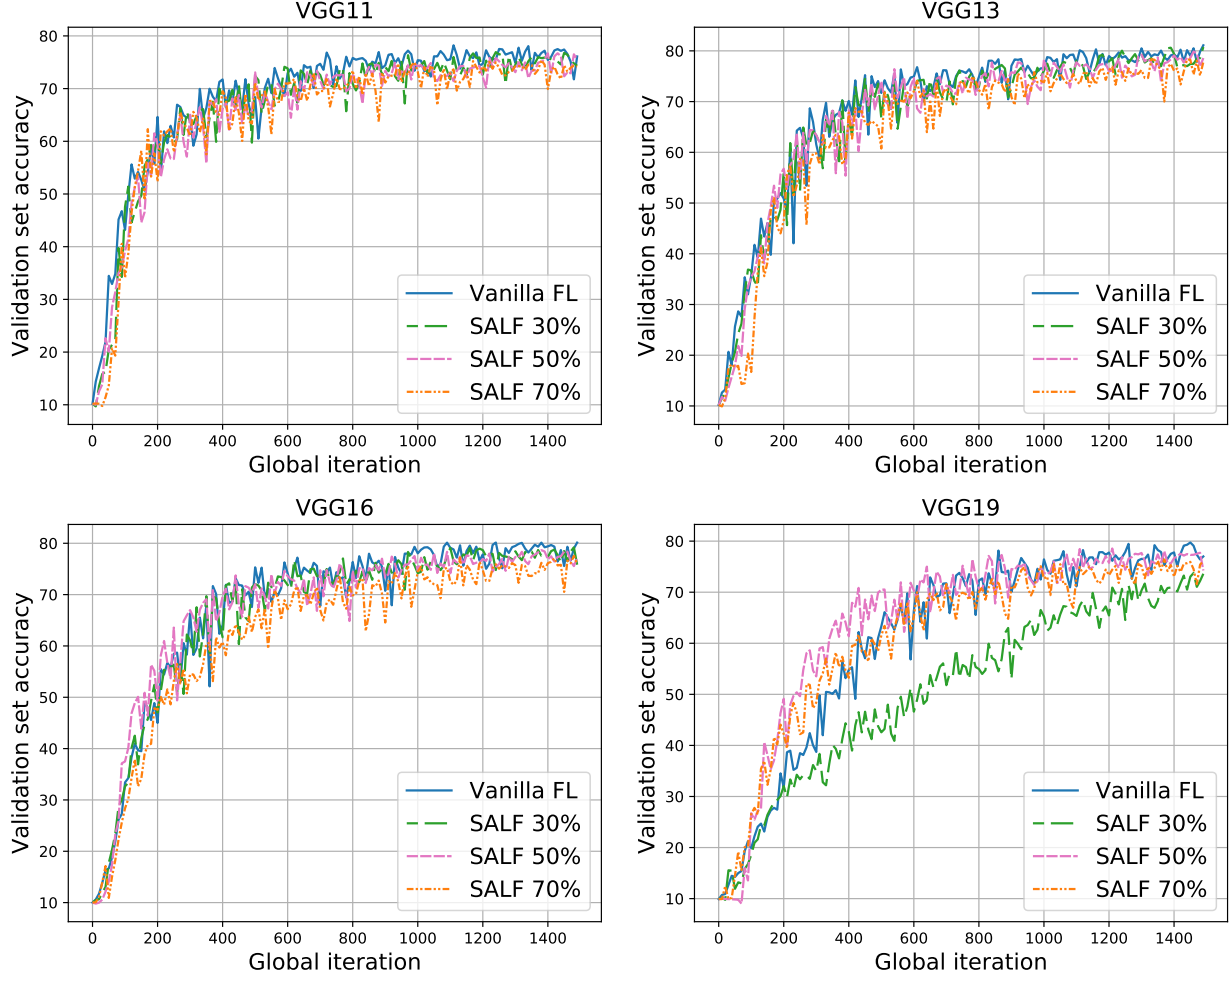 VGG11
Validation set accuracy
80
70
60
50
40
30
20
10
0
200
400
600
800
1000
1200
1400
Global iteration
Vanilla FL
SALF 30%
SALF 50%
SALF 70%
VGG13
Validation set accuracy
80
70
60
50
40
30
20
10
0
200
400
600
800
1000
1200
1400
Global iteration
Vanilla FL
SALF 30%
SALF 50%
SALF 70%
VGG16
Validation set accuracy
80
70
60
50
40
30
20
10
0
200
400
600
800
1000
1200
1400
Global iteration
Vanilla FL
SALF 30%
SALF 50%
SALF 70%
VGG19
Validation set accuracy
80
70
60
50
40
30
20
10
0
200
400
600
800
1000
1200
1400
Global iteration
Vanilla FL
SALF 30%
SALF 50%
SALF 70%